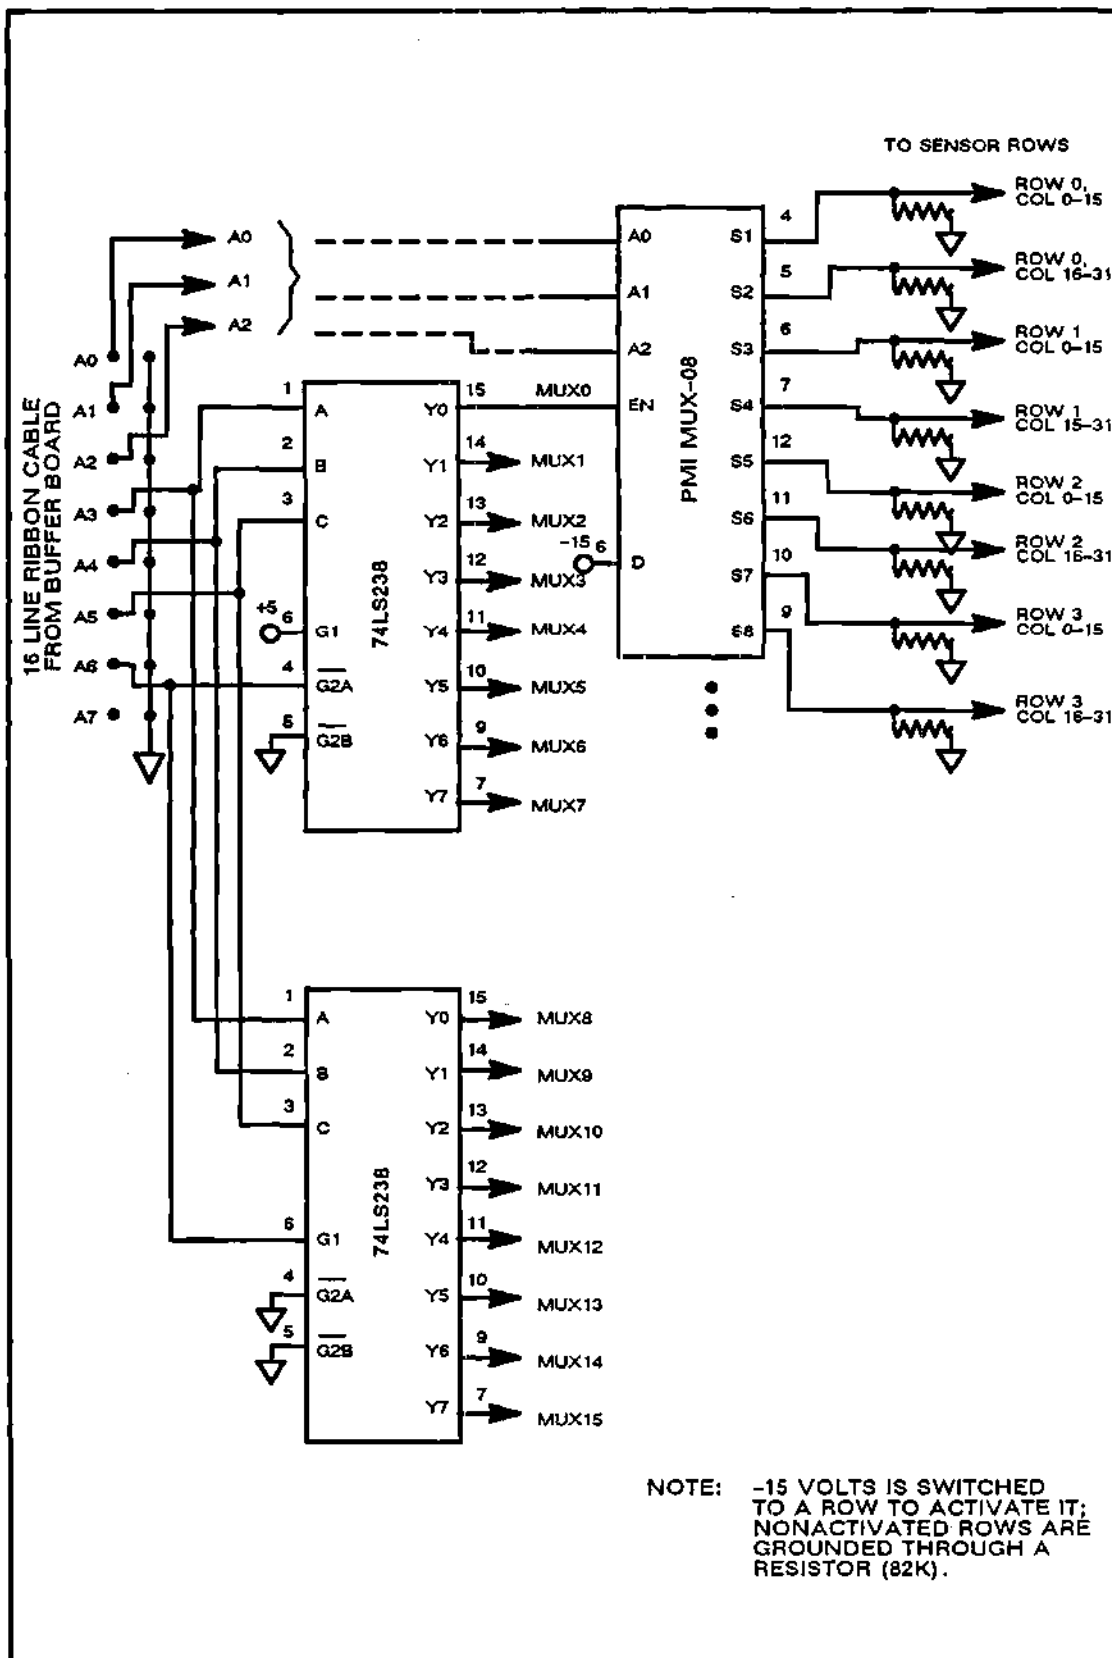 TO SENSOR ROWS
ROW 0,
COL 0-15
ROW 0,
COL 16-31
ROW 1
COL 0-15
ROW 1
COL 15-31
ROW 2
COL 0-15
ROW 2
COL 16-31
ROW 3
COL 0-15
ROW 3
COL 16-31
16 LINE RIBBON CABLE
FROM BUFFER BOARD
A0
A1
A2
A0
A1
A2
A3
A4
A5
A6
A7
PMI MUX-08
A0
A1
A2
EN
D
-15
6
S1
S2
S3
S4
S5
S6
S7
S8
4
5
6
7
12
11
10
9
74LS238
1
2
3
+5
6
4
5
A
B
C
G1
G2A
G2B
Y0
Y1
Y2
Y3
Y4
Y5
Y6
Y7
15
14
13
12
11
10
9
7
MUX0
MUX1
MUX2
MUX3
MUX4
MUX5
MUX6
MUX7
74LS238
1
2
3
6
4
5
A
B
C
G1
G2A
G2B
Y0
Y1
Y2
Y3
Y4
Y5
Y6
Y7
15
14
13
12
11
10
9
7
MUX8
MUX9
MUX10
MUX11
MUX12
MUX13
MUX14
MUX15
NOTE: -15 VOLTS IS SWITCHED
TO A ROW TO ACTIVATE IT;
NONACTIVATED ROWS ARE
GROUNDED THROUGH A
RESISTOR (82K).